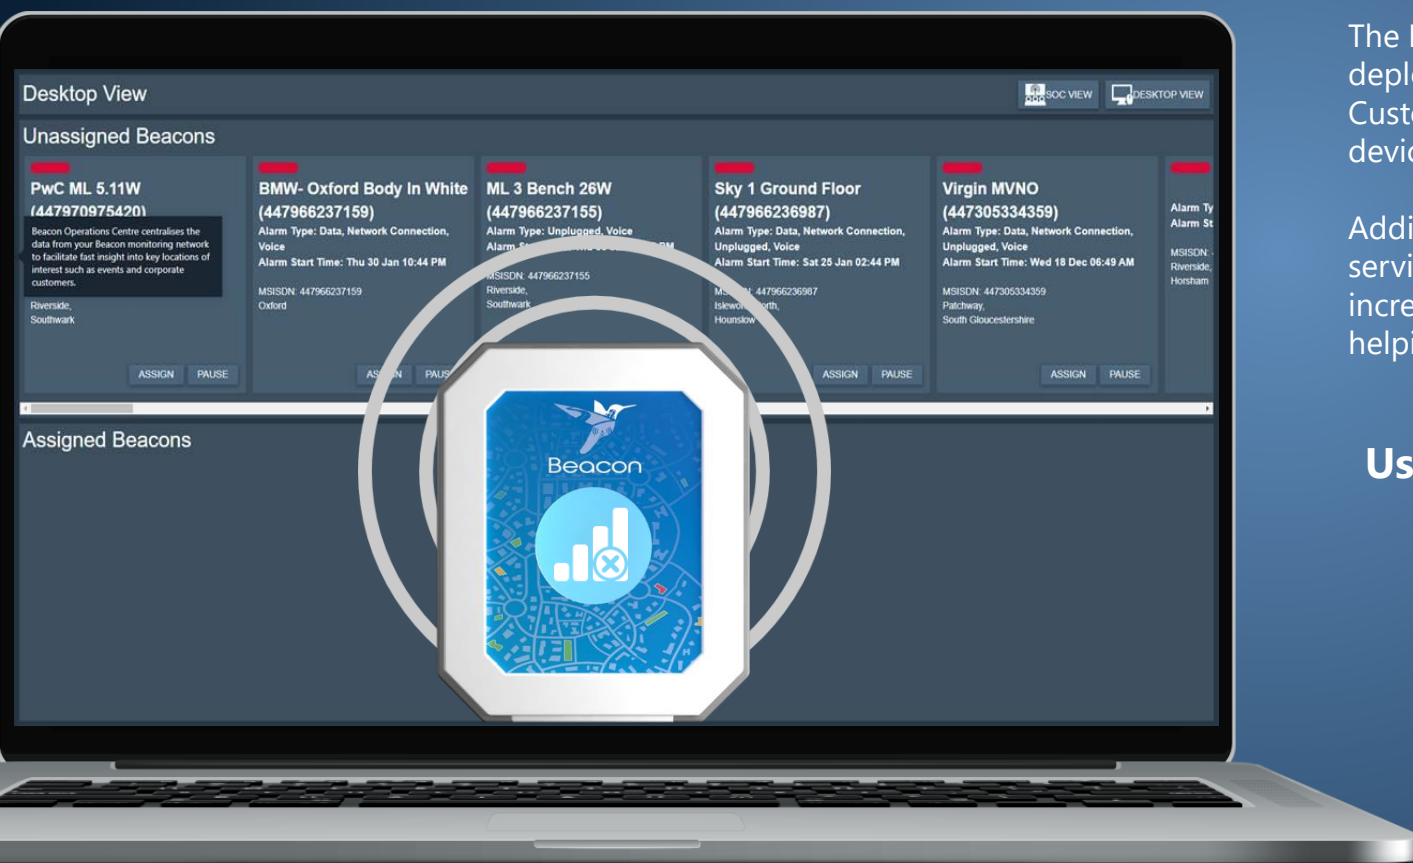 Desktop View
SOC VIEW
DESKTOP VIEW
Unassigned Beacons
PwC ML 5.11W
(447970975420)
Beacon Operations Centre centralises the
data from your Beacon monitoring network
to facilitate fast insight into key locations of
interest such as events and corporate
customers.
Riverside,
Southwark
ASSIGN PAUSE
BMW- Oxford Body In White
(447966237159)
Alarm Type: Data, Network Connection,
Voice
Alarm Start Time: Thu 30 Jan 10:44 PM
MSISDN: 447966237159
Oxford
ML 3 Bench 26W
(447966237155)
Alarm Type: Unplugged, Voice
MSISDN: 447966237155
Riverside,
Southwark
Sky 1 Ground Floor
(447966236987)
Alarm Type: Data, Network Connection,
Unplugged, Voice
Alarm Start Time: Sat 25 Jan 02:44 PM
447966236987
Hounslow
ASSIGN PAUSE
Virgin MVNO
(447305334359)
Alarm Type: Data, Network Connection,
Unplugged, Voice
Alarm Start Time: Wed 18 Dec 06:49 AM
MSISDN: 447305334359
Patchway,
South Gloucestershire
ASSIGN PAUSE
Alarm
Alarm
MSISDN:
Riverside,
Horsham
Assigned Beacons
Beacon
The